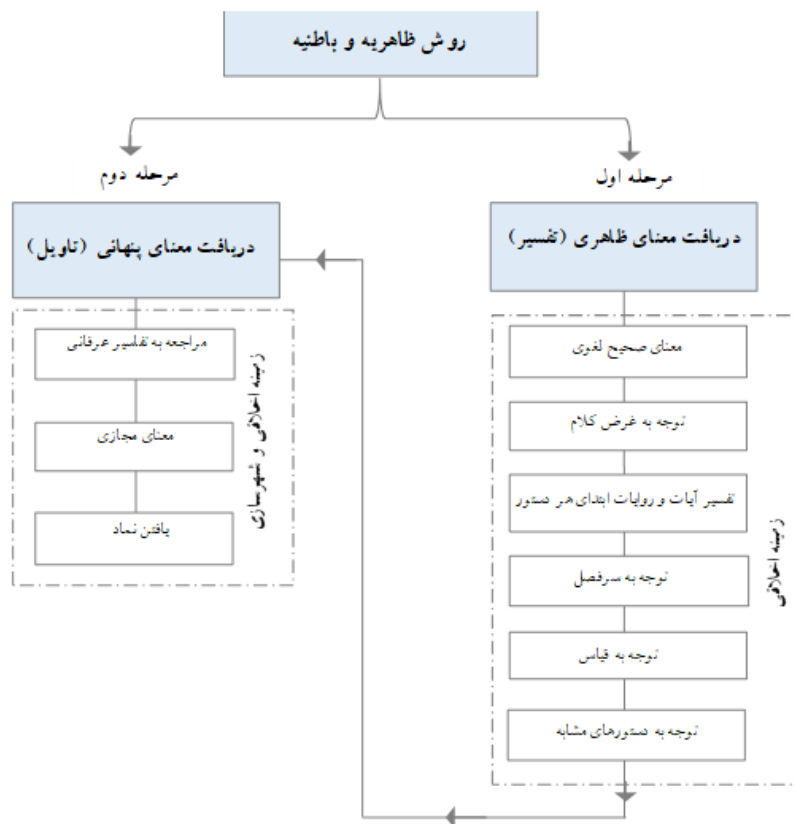 روش ظاهریه و باطنیه
مرحله اول
دریافت معنای ظاهری (تفسیر)
معنای صحیح لغوی
توجه به غرض کلام
تفسیر آیات و روایات ابتدای هر دستور
توجه به سرفصل
توجه به قیاس
توجه به دستورهای مشابه
زمینه اخلاقی
مرحله دوم
دریافت معنای پنهانی (تاویل)
مراجعه به تفاسیر عرفانی
معنای مجازی
یافتن نماد
زمینه اخلاقی و شهرسازی